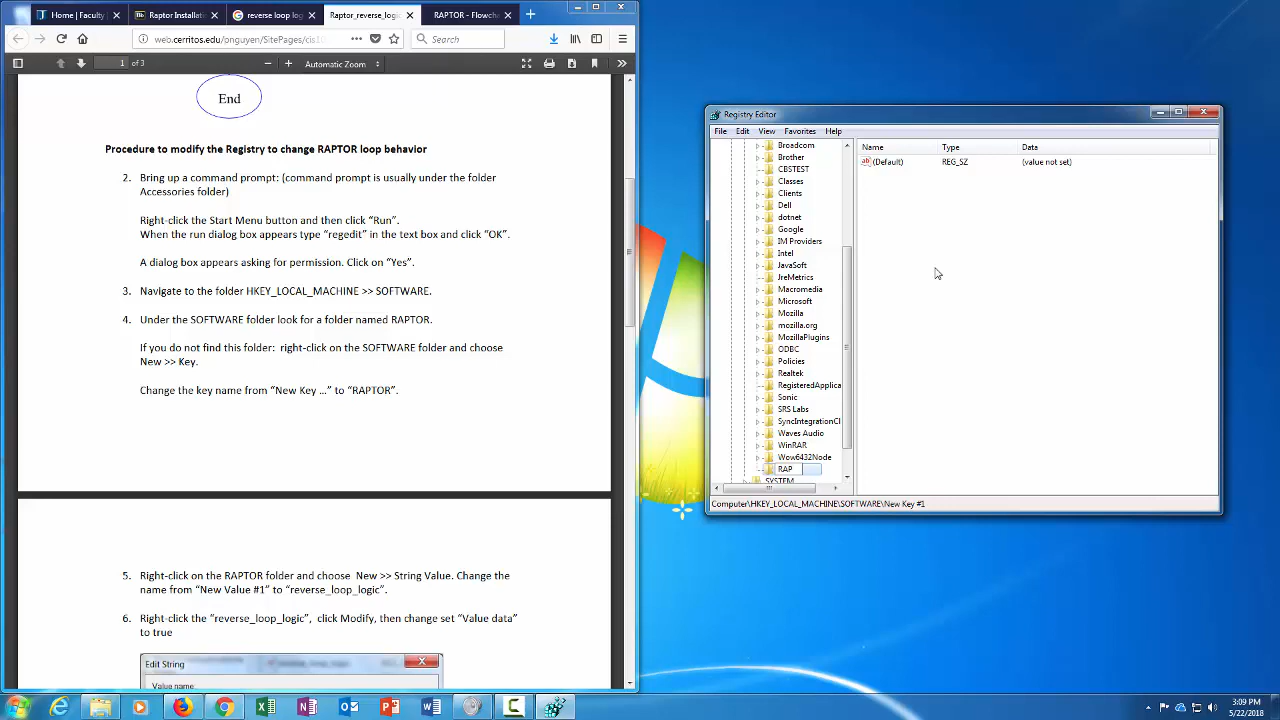 Home | Faculty
Raptor Installati
reverse loop log
Raptor_reverse_logic
RAPTOR - Flowcha
web.cerritos.edu/onguyen/SitePages/cis1
Search
1 of 3
Automatic Zoom
End
Procedure to modify the Registry to change RAPTOR loop behavior
2. Bring up a command prompt: (command prompt is usually under the folder
Accessories folder)
Right-click the Start Menu button and then click “Run”.
When the run dialog box appears type “regedit” in the text box and click “OK”.
A dialog box appears asking for permission. Click on “Yes”.
3. Navigate to the folder HKEY_LOCAL_MACHINE >> SOFTWARE.
4. Under the SOFTWARE folder look for a folder named RAPTOR.
If you do not find this folder: right-click on the SOFTWARE folder and choose
New >> Key.
Change the key name from “New Key …” to “RAPTOR”.
5. Right-click on the RAPTOR folder and choose New >> String Value. Change the
name from “New Value #1” to “reverse_loop_logic”.
6. Right-click the “reverse_loop_logic”, click Modify, then change set “Value data”
to true
Edit String
Value name
Registry Editor
File Edit View Favorites Help
Name Type Data
(Default) REG_SZ (value not set)
Broadcom
Brother
CBSTEST
Classes
Clients
Dell
dotnet
Google
IM Providers
Intel
JavaSoft
JreMetrics
Macromedia
Microsoft
Mozilla
mozilla.org
MozillaPlugins
ODBC
Policies
Realtek
RegisteredApplica
Sonic
SRS Labs
SyncIntegrationCl
Waves Audio
WinRAR
Wow6432Node
RAP
SYSTEM
Computer\HKEY_LOCAL_MACHINE\SOFTWARE\New Key #1
3:09 PM
5/22/2018